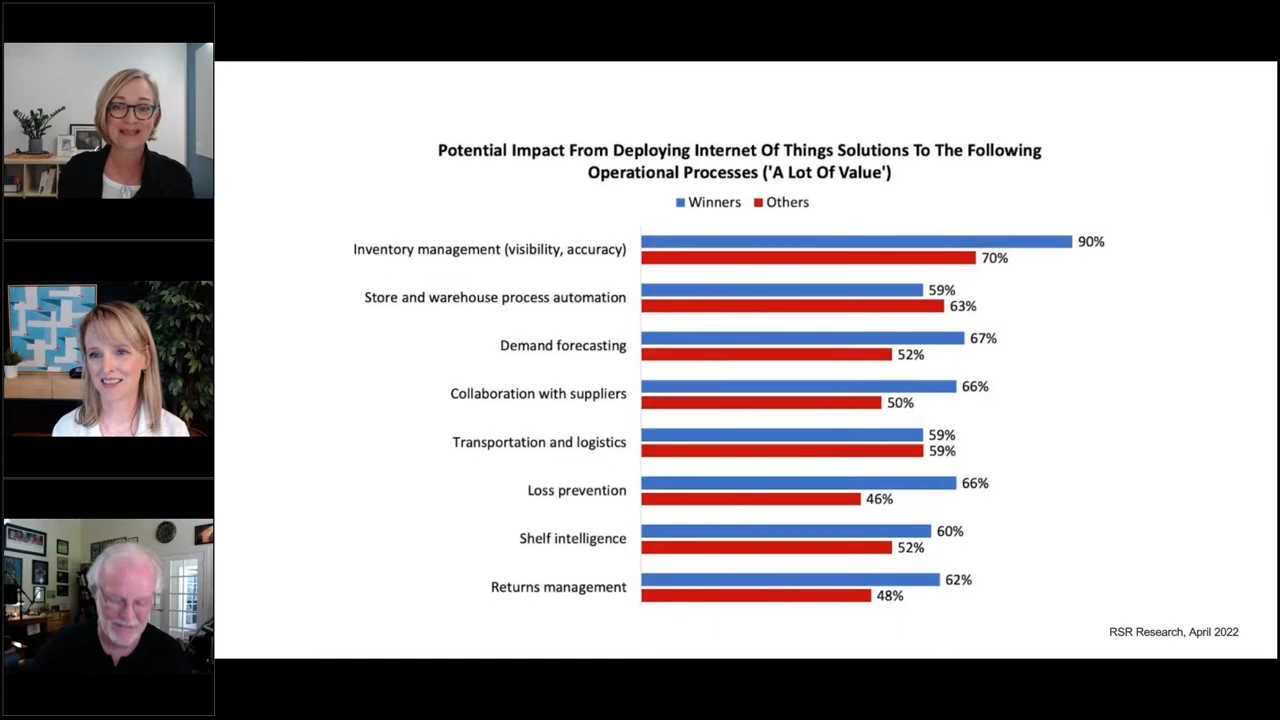 Potential Impact From Deploying Internet Of Things Solutions To The Following
Operational Processes ('A Lot Of Value')
Winners Others
Inventory management (visibility, accuracy)
90%
70%
Store and warehouse process automation
59%
63%
Demand forecasting
67%
52%
Collaboration with suppliers
66%
50%
Transportation and logistics
59%
59%
Loss prevention
66%
46%
Shelf intelligence
60%
52%
Returns management
62%
48%
RSR Research, April 2022